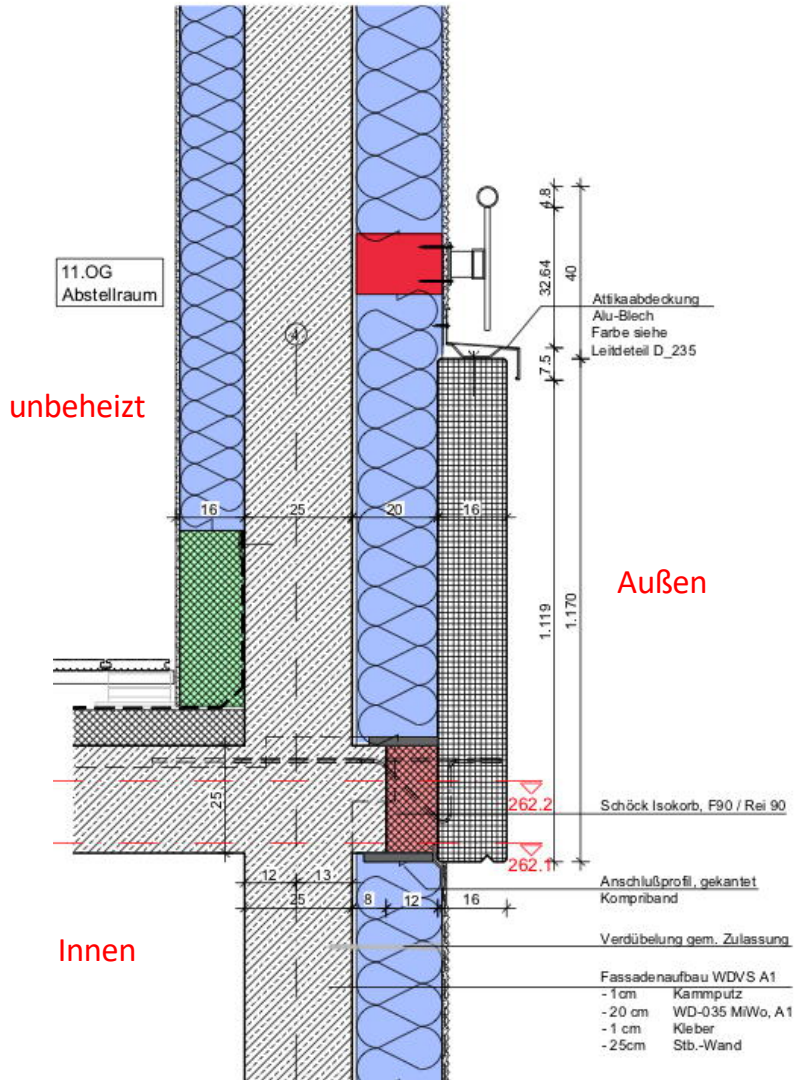 11.OG
Abstellraum
unbeheizt
4
4.8
32.64
40
7.5
Attikaabdeckung
Alu-Blech
Farbe siehe
Leitdeteil D_235
16
25
20
16
Außen
1.119
1.170
25
262.2
Schöck Isokorb, F90 / Rei 90
262.1
12
13
25
8
12
16
Anschlußprofil, gekantet
Kompriband
Innen
Verdübelung gem. Zulassung
Fassadenaufbau WDVS A1
- 1cm Kammputz
- 20 cm WD-035 MiWo, A1
- 1 cm Kleber
- 25cm Stb.-Wand